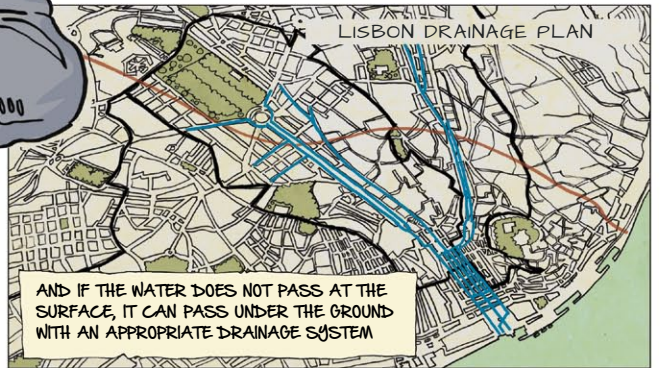 LISBON DRAINAGE PLAN
AND IF THE WATER DOES NOT PASS AT THE
SURFACE, IT CAN PASS UNDER THE GROUND
WITH AN APPROPRIATE DRAINAGE SYSTEM